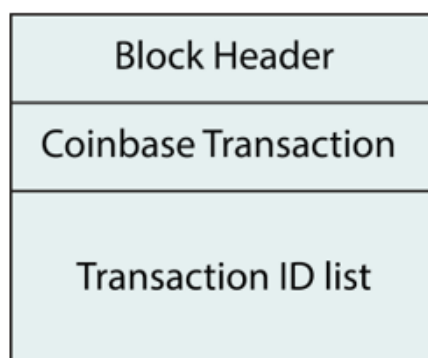 Block Header
Coinbase Transaction
Transaction ID list